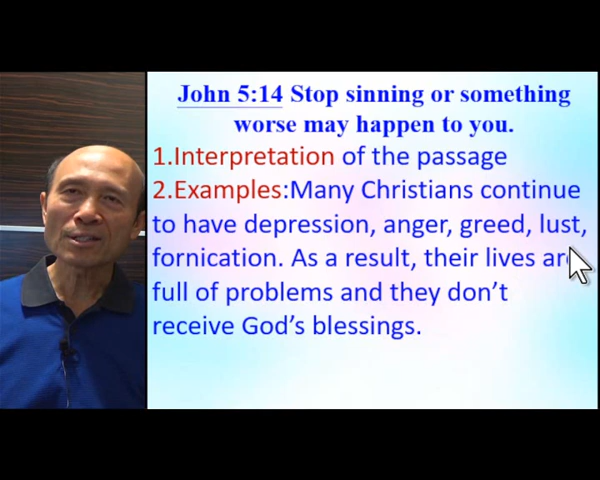 John 5:14 Stop sinning or something
worse may happen to you.
1.Interpretation of the passage
2.Examples:Many Christians continue
to have depression, anger, greed, lust,
fornication. As a result, their lives are
full of problems and they don’t
receive God’s blessings.